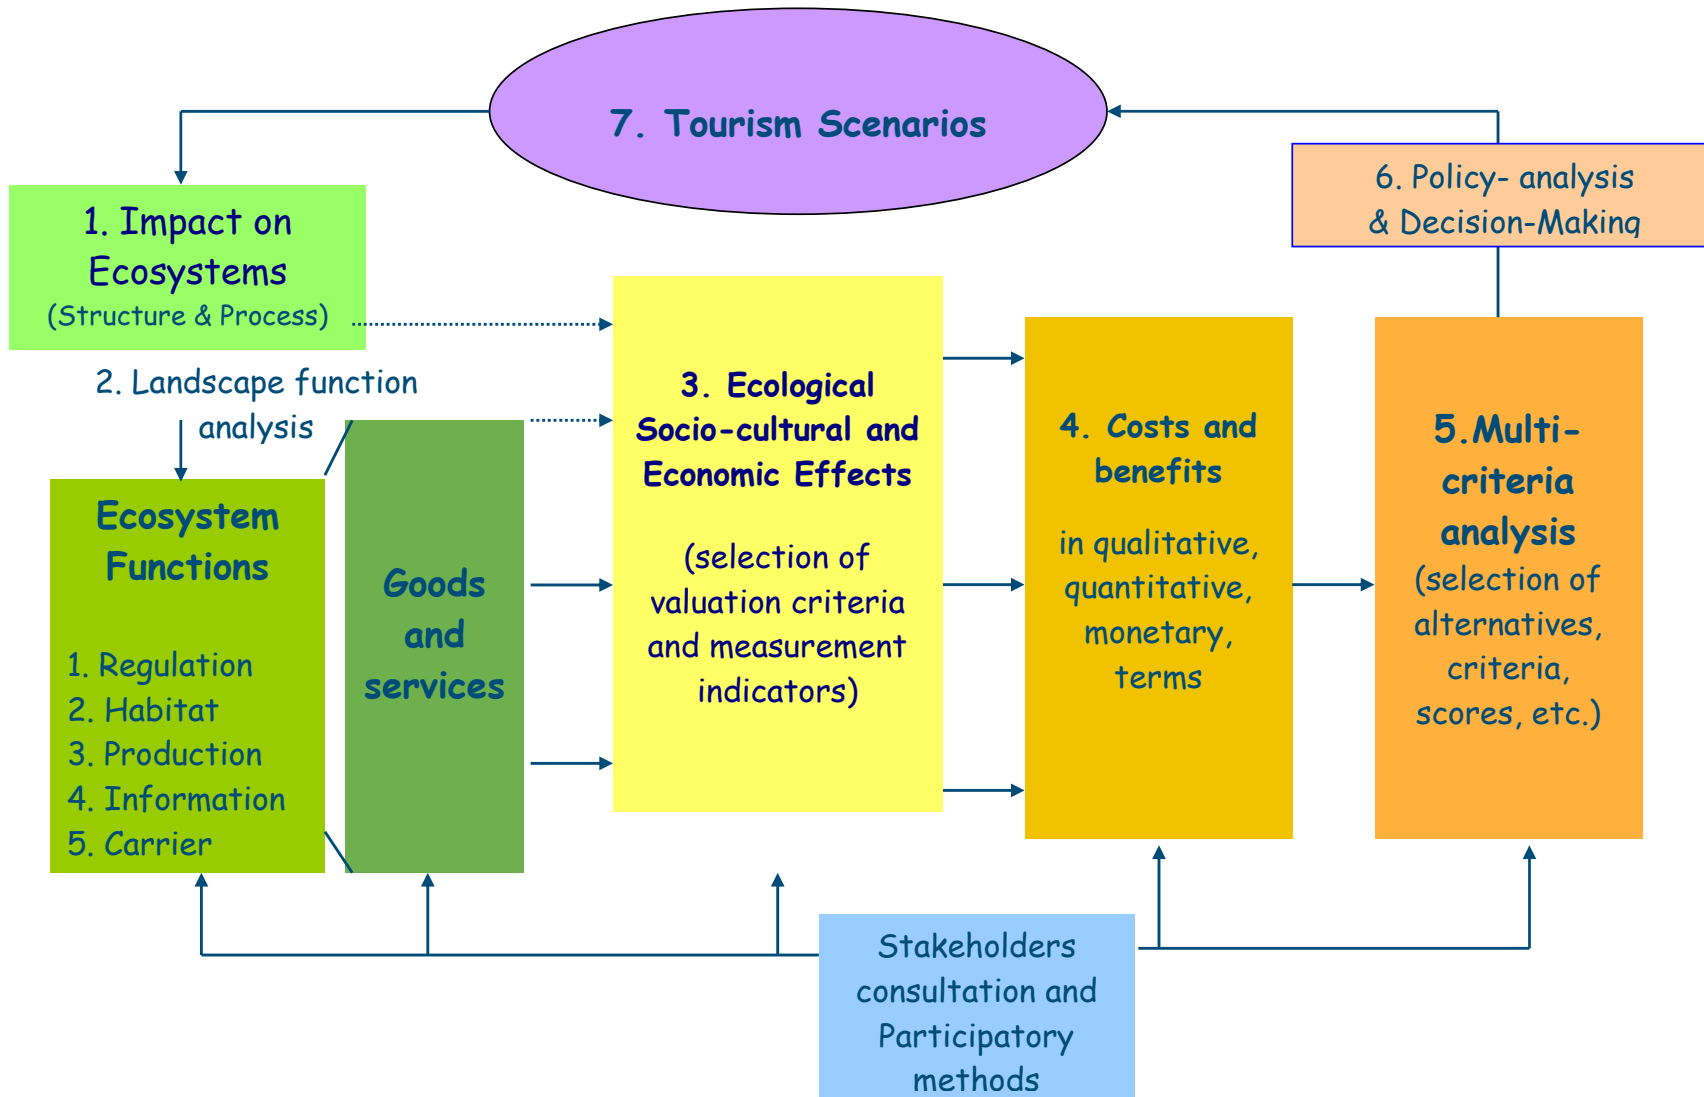 7. Tourism Scenarios
6. Policy- analysis
& Decision-Making
1. Impact on
Ecosystems
(Structure & Process)
2. Landscape function
analysis
Ecosystem
Functions
1. Regulation
2. Habitat
3. Production
4. Information
5. Carrier
Goods
and
services
3. Ecological
Socio-cultural and
Economic Effects
(selection of
valuation criteria
and measurement
indicators)
4. Costs and
benefits
in qualitative,
quantitative,
monetary,
terms
5.Multi-
criteria
analysis
(selection of
alternatives,
criteria,
scores, etc.)
Stakeholders
consultation and
Participatory
methods